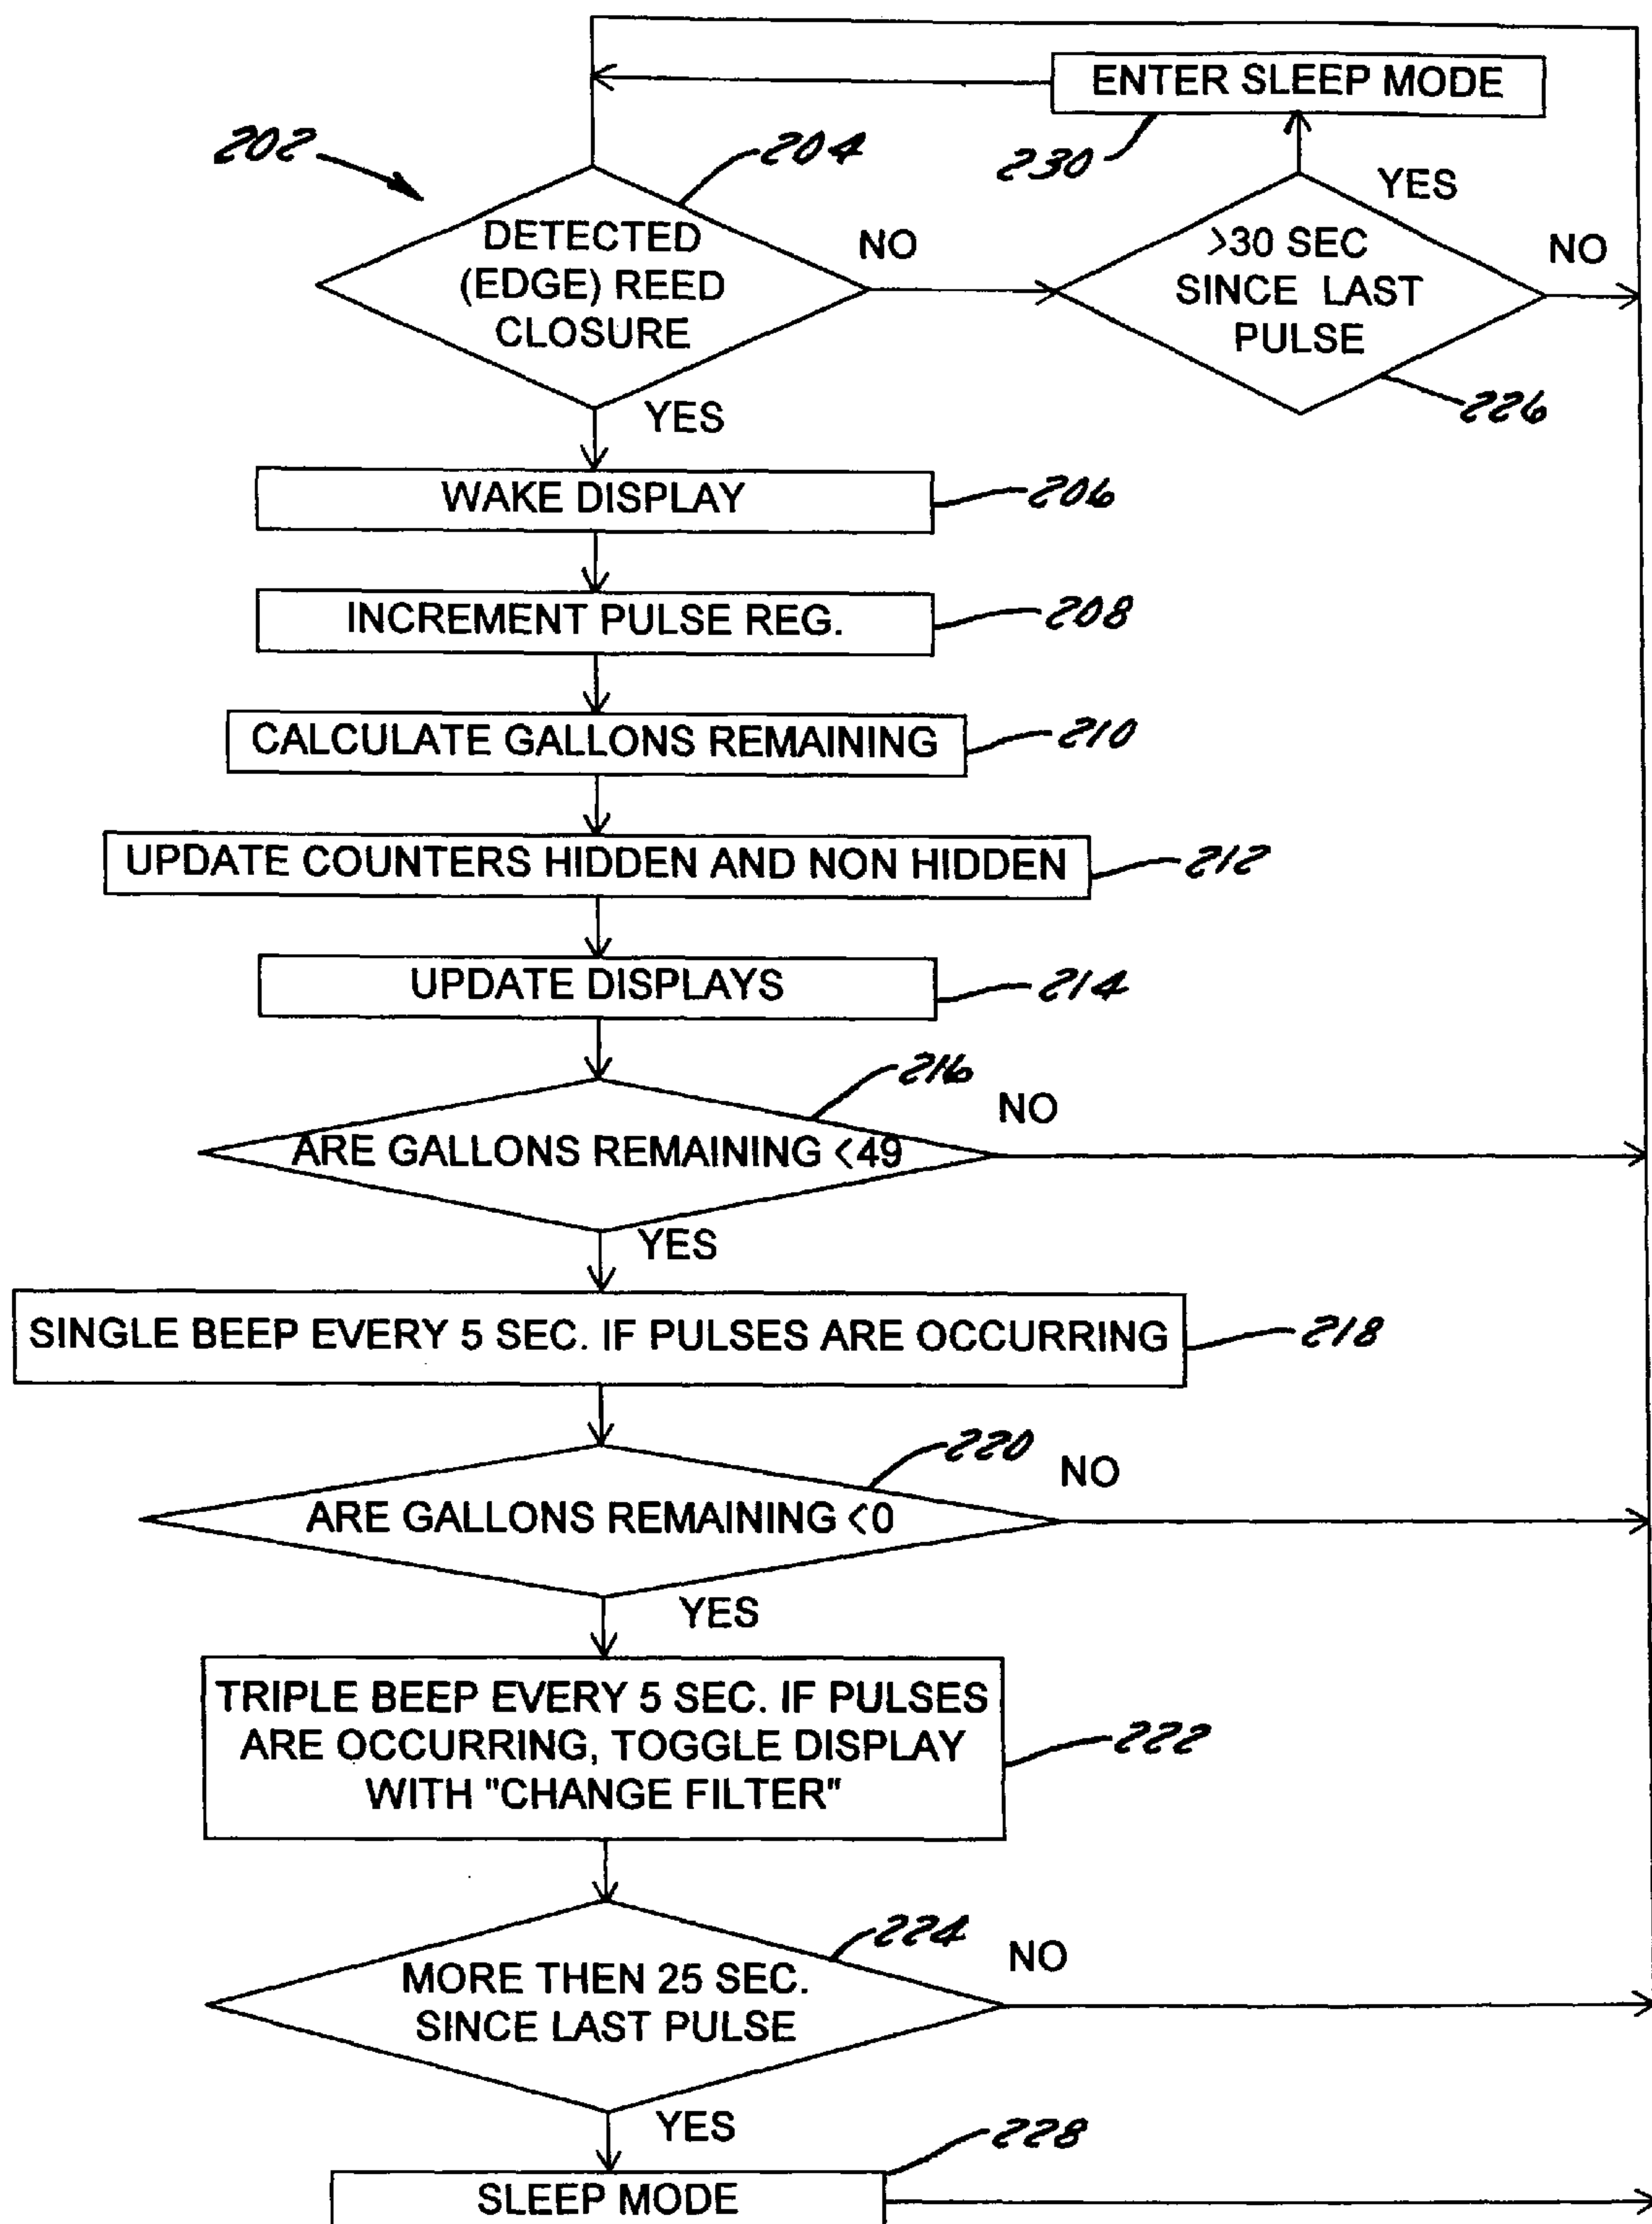 ENTER SLEEP MODE
202
204
230
YES
DETECTED
(EDGE) REED
CLOSURE
NO
>30 SEC
SINCE LAST
PULSE
NO
226
YES
WAKE DISPLAY
206
INCREMENT PULSE REG.
208
CALCULATE GALLONS REMAINING
210
UPDATE COUNTERS HIDDEN AND NON HIDDEN
212
UPDATE DISPLAYS
214
216
NO
ARE GALLONS REMAINING <49
YES
SINGLE BEEP EVERY 5 SEC. IF PULSES ARE OCCURRING
218
220
NO
ARE GALLONS REMAINING <0
YES
TRIPLE BEEP EVERY 5 SEC. IF PULSES
ARE OCCURRING, TOGGLE DISPLAY
WITH "CHANGE FILTER"
222
224
NO
MORE THEN 25 SEC.
SINCE LAST PULSE
YES
228
SLEEP MODE